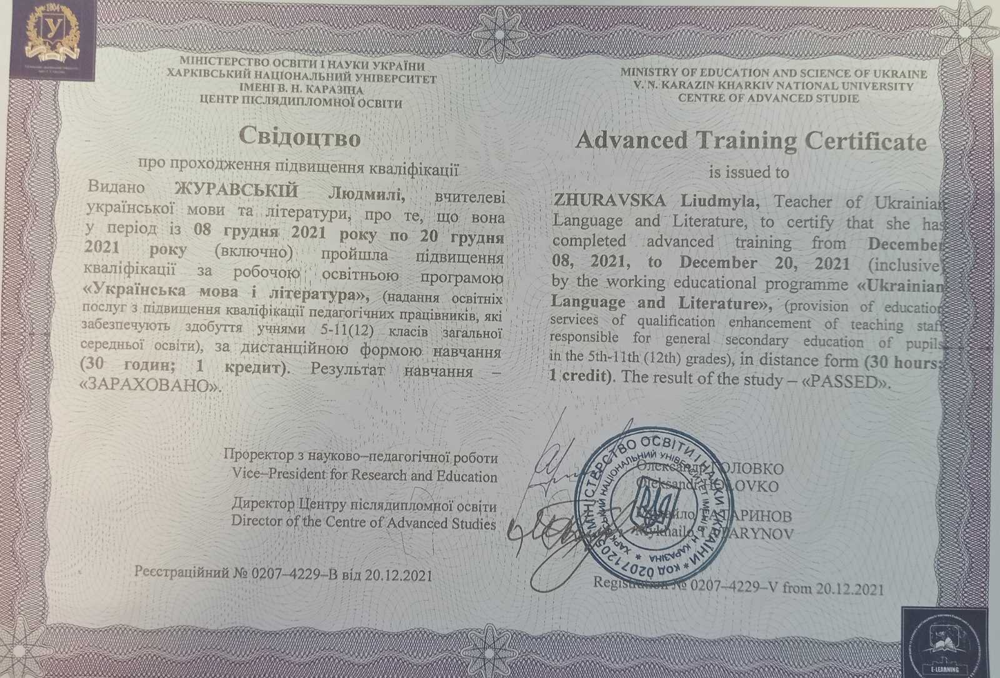 1804
У
МІНІСТЕРСТВО ОСВІТИ І НАУКИ УКРАЇНИ
ХАРКІВСЬКИЙ НАЦІОНАЛЬНИЙ УНІВЕРСИТЕТ
ІМЕНІ В. Н. КАРАЗІНА
ЦЕНТР ПІСЛЯДИПЛОМНОЇ ОСВІТИ
Свідоцтво
про проходження підвищення кваліфікації
Видано ЖУРАВСЬКІЙ Людмилі, вчителеві
української мови та літератури, про те, що вона
у період із 08 грудня 2021 року по 20 грудня
2021 року (включно) пройшла підвищення
кваліфікації за робочою освітньою програмою
«Українська мова і література», (надання освітніх
послуг з підвищення кваліфікації педагогічних працівників, які
забезпечують здобуття учнями 5-11(12) класів загальної
середньої освіти), за дистанційною формою навчання
(30 годин; 1 кредит). Результат навчання –
«ЗАРАХОВАНО».
MINISTRY OF EDUCATION AND SCIENCE OF UKRAINE
V. N. KARAZIN KHARKIV NATIONAL UNIVERSITY
CENTRE OF ADVANCED STUDIE
Advanced Training Certificate
is issued to
ZHURAVSKA Liudmyla, Teacher of Ukrainian
Language and Literature, to certify that she has
completed advanced training from December
08, 2021, to December 20, 2021 (inclusive)
by the working educational programme «Ukrainian
Language and Literature», (provision of education
services of qualification enhancement of teaching staff
responsible for general secondary education of pupils
in the 5th-11th (12th) grades), in distance form (30 hours;
1 credit). The result of the study – «PASSED».
Проректор з науково–педагогічної роботи
Vice–President for Research and Education
Олександр ГОЛОВКО
Oleksandr HOLOVKO
Директор Центру післядипломної освіти
Director of the Centre of Advanced Studies
Mykhailo
МІНІСТЕРСТВО ОСВІТИ І НАУКИ УКРАЇНИ * КОД 02071205
ХАРКІВСЬКИЙ НАЦІОНАЛЬНИЙ УНІВЕРСИТЕТ ІМЕНІ В. Н. КАРАЗІНА *
Реєстраційний № 0207–4229–В від 20.12.2021
Registration № 0207–4229–V from 20.12.2021
E-LEARNING